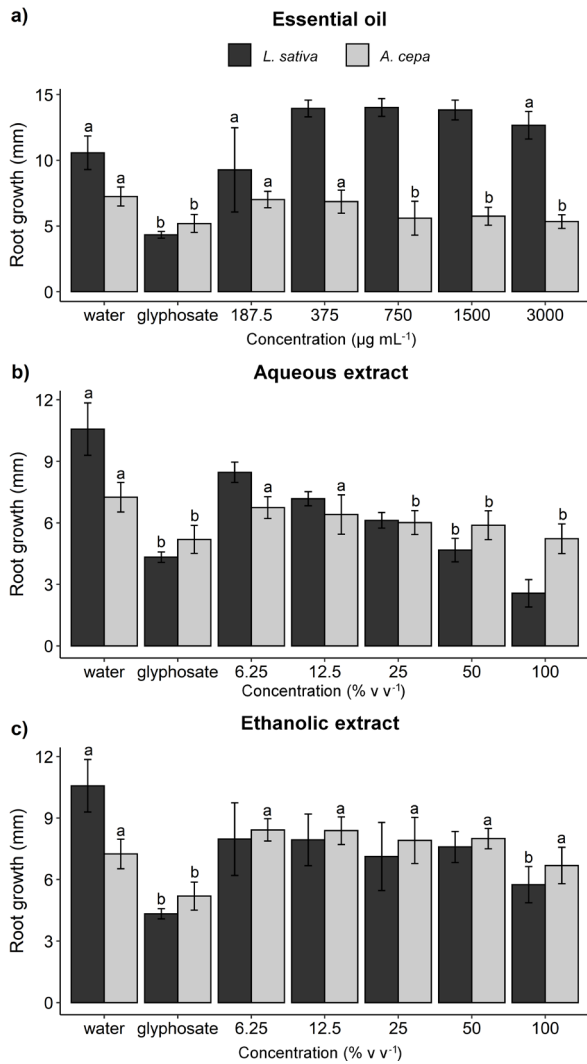 a)
Essential oil
L. sativa A. cepa
Root growth (mm)
15
10
5
0
a a b b a a a b b a b
water glyphosate 187.5 375 750 1500 3000
Concentration (µg mL-1)
b)
Aqueous extract
Root growth (mm)
12
9
6
3
0
a a b b a a b b b b
water glyphosate 6.25 12.5 25 50 100
Concentration (% v v-1)
c)
Ethanolic extract
Root growth (mm)
12
9
6
3
0
a a b b a a a a b a
water glyphosate 6.25 12.5 25 50 100
Concentration (% v v-1)